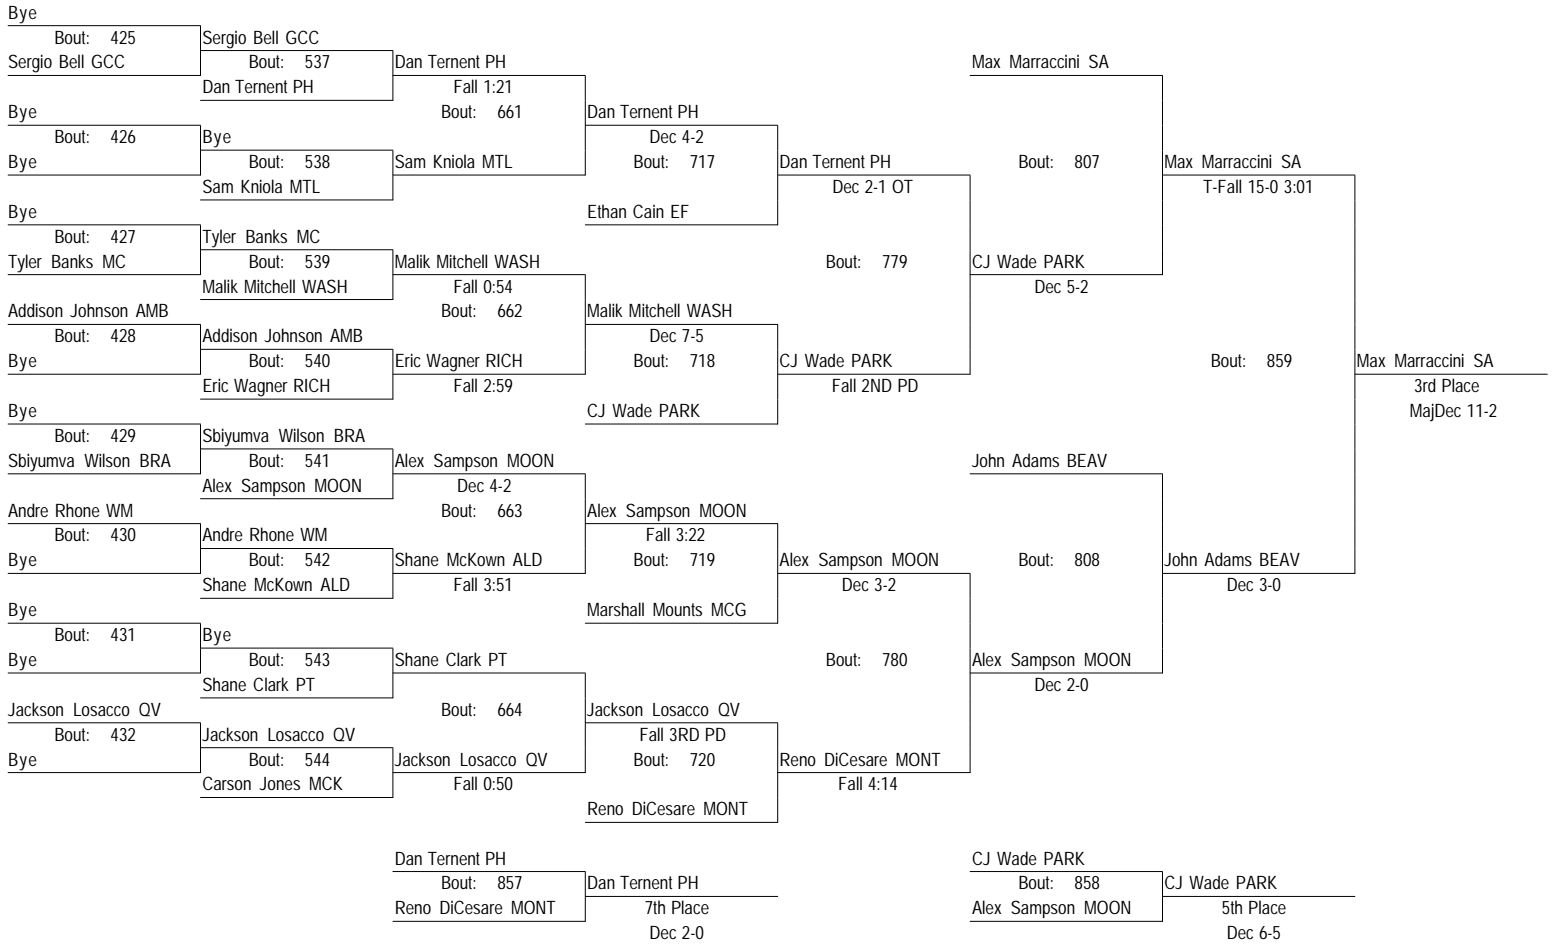 Bye
Bout: 425
Sergio Bell GCC
Sergio Bell GCC
Bout: 537
Dan Ternent PH
Dan Ternent PH
Fall 1:21
Bye
Bout: 426
Bye
Bye
Bout: 538
Sam Kniola MTL
Bout: 661
Sam Kniola MTL
Dan Ternent PH
Dec 4-2
Bout: 717
Ethan Cain EF
Dan Ternent PH
Dec 2-1 OT
Bye
Bout: 427
Tyler Banks MC
Tyler Banks MC
Bout: 539
Malik Mitchell WASH
Malik Mitchell WASH
Fall 0:54
Addison Johnson AMB
Bout: 428
Bye
Addison Johnson AMB
Bout: 540
Eric Wagner RICH
Bout: 662
Eric Wagner RICH
Fall 2:59
Malik Mitchell WASH
Dec 7-5
Bout: 718
CJ Wade PARK
CJ Wade PARK
Fall 2ND PD
Bout: 779
Max Marraccini SA
Bout: 807
CJ Wade PARK
Dec 5-2
Max Marraccini SA
T-Fall 15-0 3:01
Bye
Bout: 429
Sbiyumva Wilson BRA
Sbiyumva Wilson BRA
Bout: 541
Alex Sampson MOON
Alex Sampson MOON
Dec 4-2
Andre Rhone WM
Bout: 430
Bye
Andre Rhone WM
Bout: 542
Shane McKown ALD
Bout: 663
Shane McKown ALD
Fall 3:51
Alex Sampson MOON
Fall 3:22
Bout: 719
Marshall Mounts MCG
Alex Sampson MOON
Dec 3-2
Bye
Bout: 431
Bye
Bye
Bout: 543
Shane Clark PT
Shane Clark PT
Jackson Losacco QV
Bout: 432
Bye
Jackson Losacco QV
Bout: 544
Carson Jones MCK
Bout: 664
Jackson Losacco QV
Fall 0:50
Jackson Losacco QV
Fall 3RD PD
Bout: 720
Reno DiCesare MONT
Reno DiCesare MONT
Fall 4:14
Bout: 780
John Adams BEAV
Bout: 808
Alex Sampson MOON
Dec 2-0
John Adams BEAV
Dec 3-0
Bout: 859
Max Marraccini SA
3rd Place
MajDec 11-2
Dan Ternent PH
Bout: 857
Reno DiCesare MONT
Dan Ternent PH
7th Place
Dec 2-0
CJ Wade PARK
Bout: 858
Alex Sampson MOON
CJ Wade PARK
5th Place
Dec 6-5